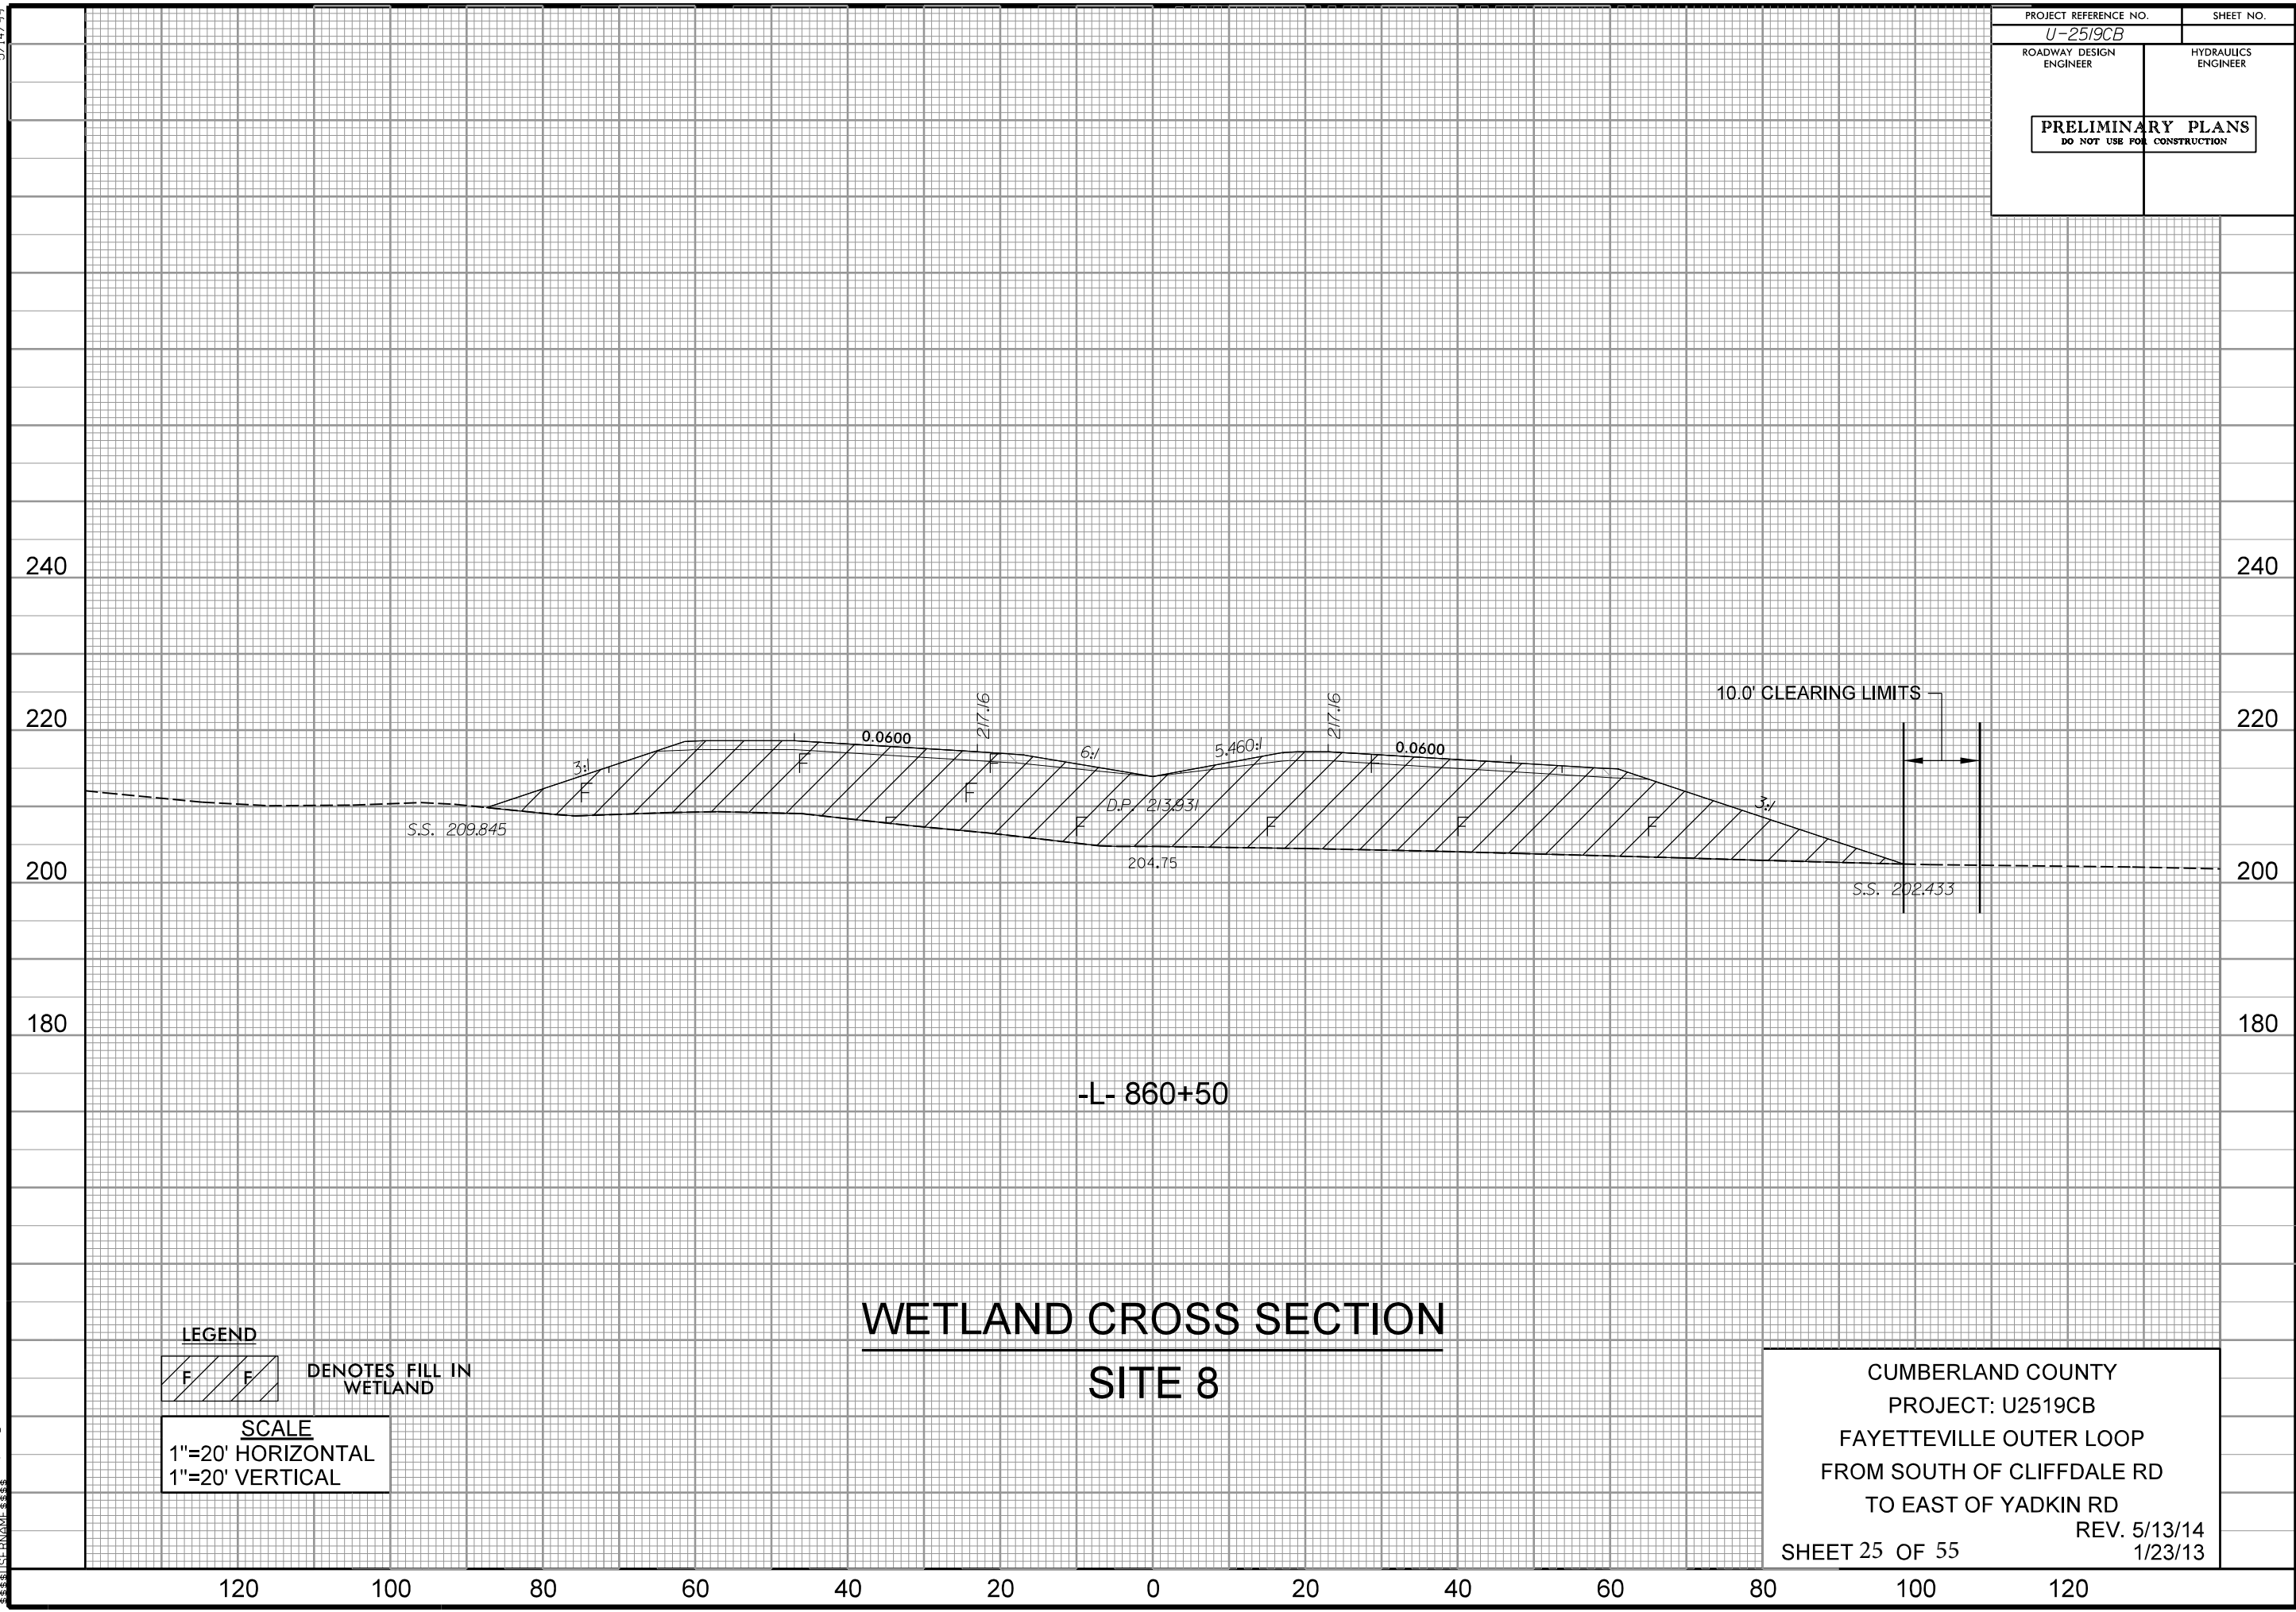 PROJECT REFERENCE NO. SHEET NO.
U-2519CB
ROADWAY DESIGN ENGINEER
HYDRAULICS ENGINEER
PRELIMINARY PLANS
DO NOT USE FOR CONSTRUCTION
240 240
10.0' CLEARING LIMITS
220 220
217.16 217.16
0.0600 0.0600
3:1 6:1 5.460:1 3:1
F F F
F F
D.P. 213.931
F F F F F
S.S. 209.845
204.75
200 200
S.S. 202.433
180 180
-L- 860+50
WETLAND CROSS SECTION
SITE 8
LEGEND
F F
DENOTES FILL IN
WETLAND
SCALE
1"=20' HORIZONTAL
1"=20' VERTICAL
CUMBERLAND COUNTY
PROJECT: U2519CB
FAYETTEVILLE OUTER LOOP
FROM SOUTH OF CLIFFDALE RD
TO EAST OF YADKIN RD
REV. 5/13/14
SHEET 25 OF 55 1/23/13
120 100 80 60 40 20 0 20 40 60 80 100 120